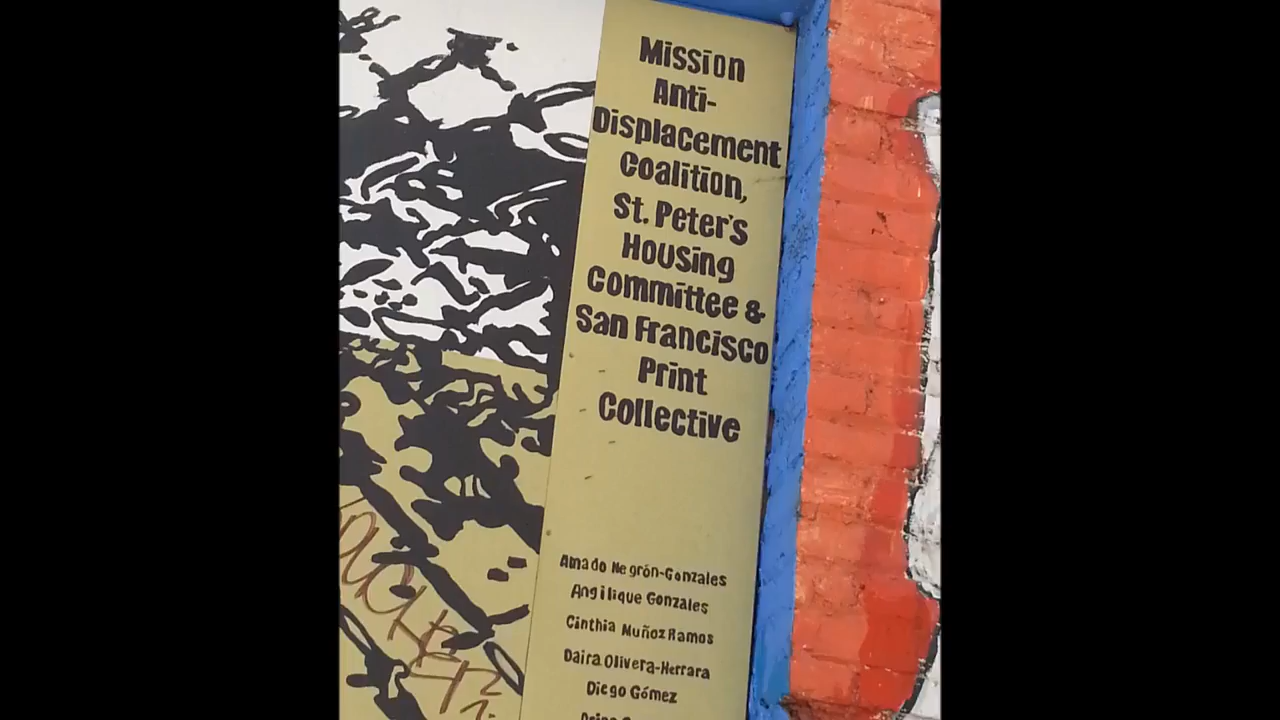 Mission
Anti-
Displacement
Coalition,
St. Peter's
Housing
Committee &
San Francisco
Print
Collective
Amado Negrón-Gonzales
Angilique Gonzales
Cinthia Muñoz Ramos
Daira Olivera-Herrara
Diego Gómez